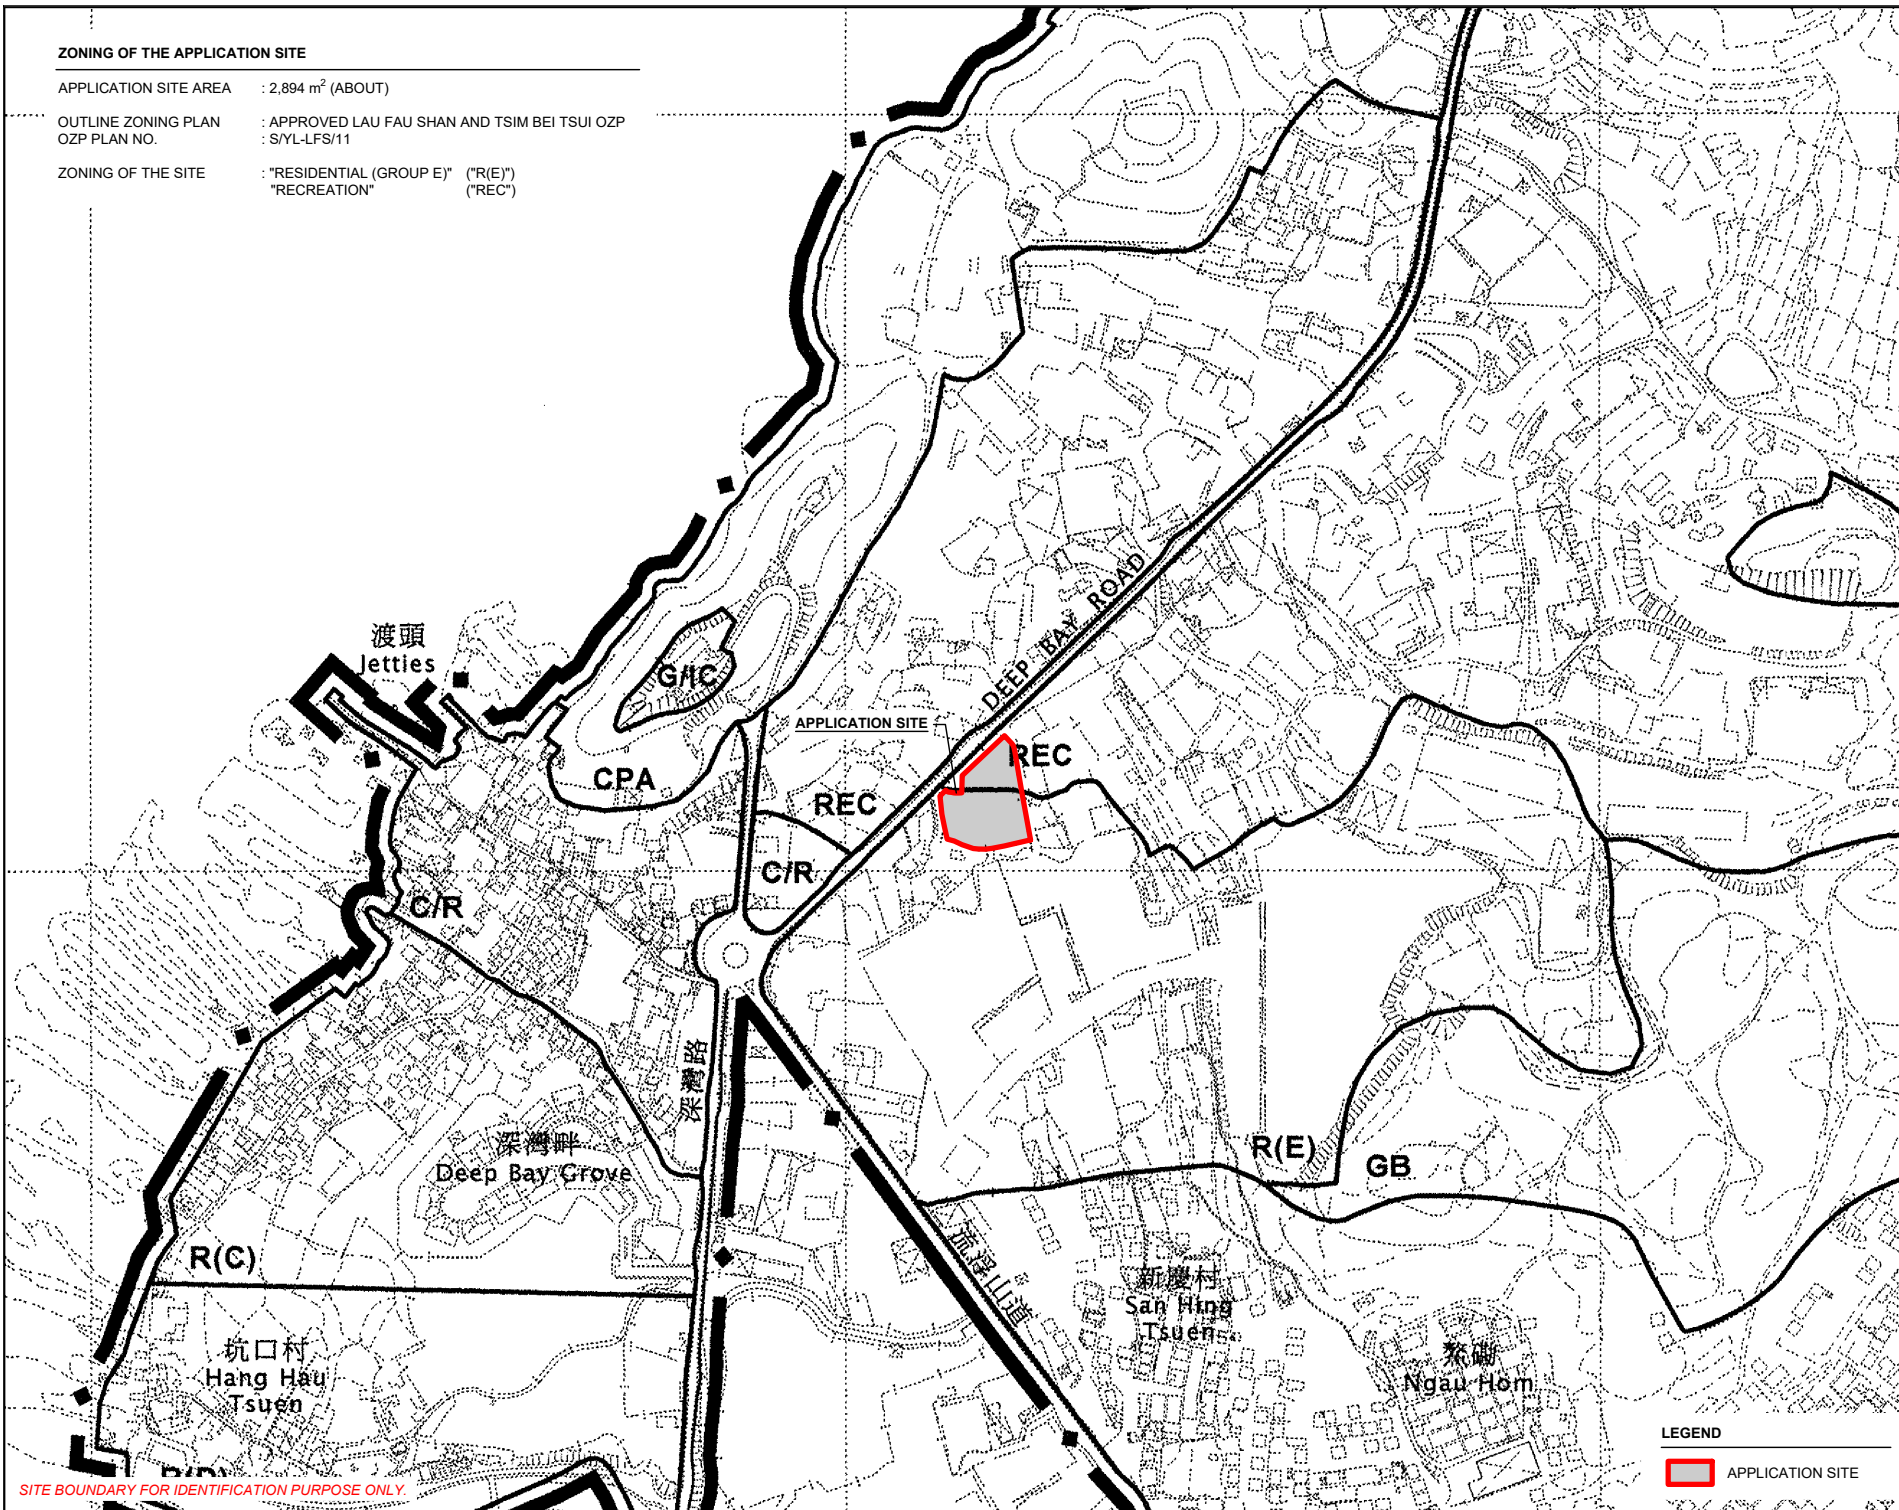 ZONING OF THE APPLICATION SITE
APPLICATION SITE AREA : 2,894 m² (ABOUT)
OUTLINE ZONING PLAN : APPROVED LAU FAU SHAN AND TSIM BEI TSUI OZP
OZP PLAN NO. : S/YL-LFS/11
ZONING OF THE SITE : "RESIDENTIAL (GROUP E)" ("R(E)")
"RECREATION" ("REC")
DEEP BAY ROAD
渡頭
Jetties
G/IC
APPLICATION SITE
REC
CPA
REC
C/R
C/R
深灣路
深灣畔
Deep Bay Grove
R(E)
GB
R(C)
流浮山道
新慶村
San Hing
Tsuen
坑口村
Hang Hau
Tsuen
鰲磡
Ngau Hom
R(D)
LEGEND
APPLICATION SITE
SITE BOUNDARY FOR IDENTIFICATION PURPOSE ONLY.